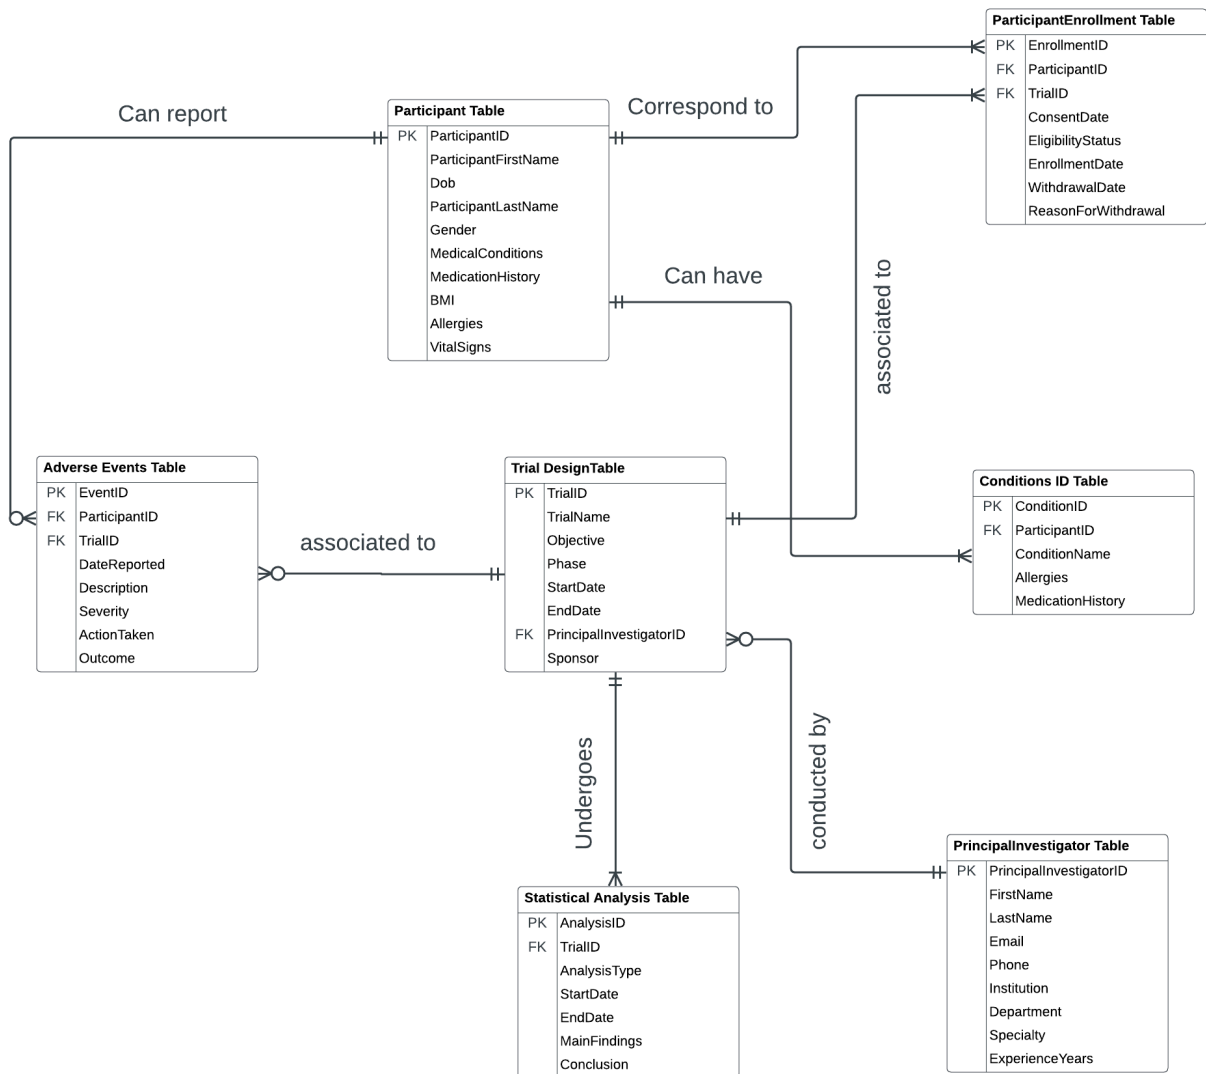 ParticipantEnrollment Table
PK EnrollmentID
FK ParticipantID
FK TrialID
ConsentDate
EligibilityStatus
EnrollmentDate
WithdrawalDate
ReasonForWithdrawal
Can report
Correspond to
Participant Table
PK ParticipantID
ParticipantFirstName
Dob
ParticipantLastName
Gender
MedicalConditions
MedicationHistory
BMI
Allergies
VitalSigns
Can have
associated to
Adverse Events Table
PK EventID
FK ParticipantID
FK TrialID
DateReported
Description
Severity
ActionTaken
Outcome
associated to
Trial DesignTable
PK TrialID
TrialName
Objective
Phase
StartDate
EndDate
FK PrincipalInvestigatorID
Sponsor
Conditions ID Table
PK ConditionID
FK ParticipantID
ConditionName
Allergies
MedicationHistory
Undergoes
conducted by
Statistical Analysis Table
PK AnalysisID
FK TrialID
AnalysisType
StartDate
EndDate
MainFindings
Conclusion
PrincipalInvestigator Table
PK PrincipalInvestigatorID
FirstName
LastName
Email
Phone
Institution
Department
Specialty
ExperienceYears